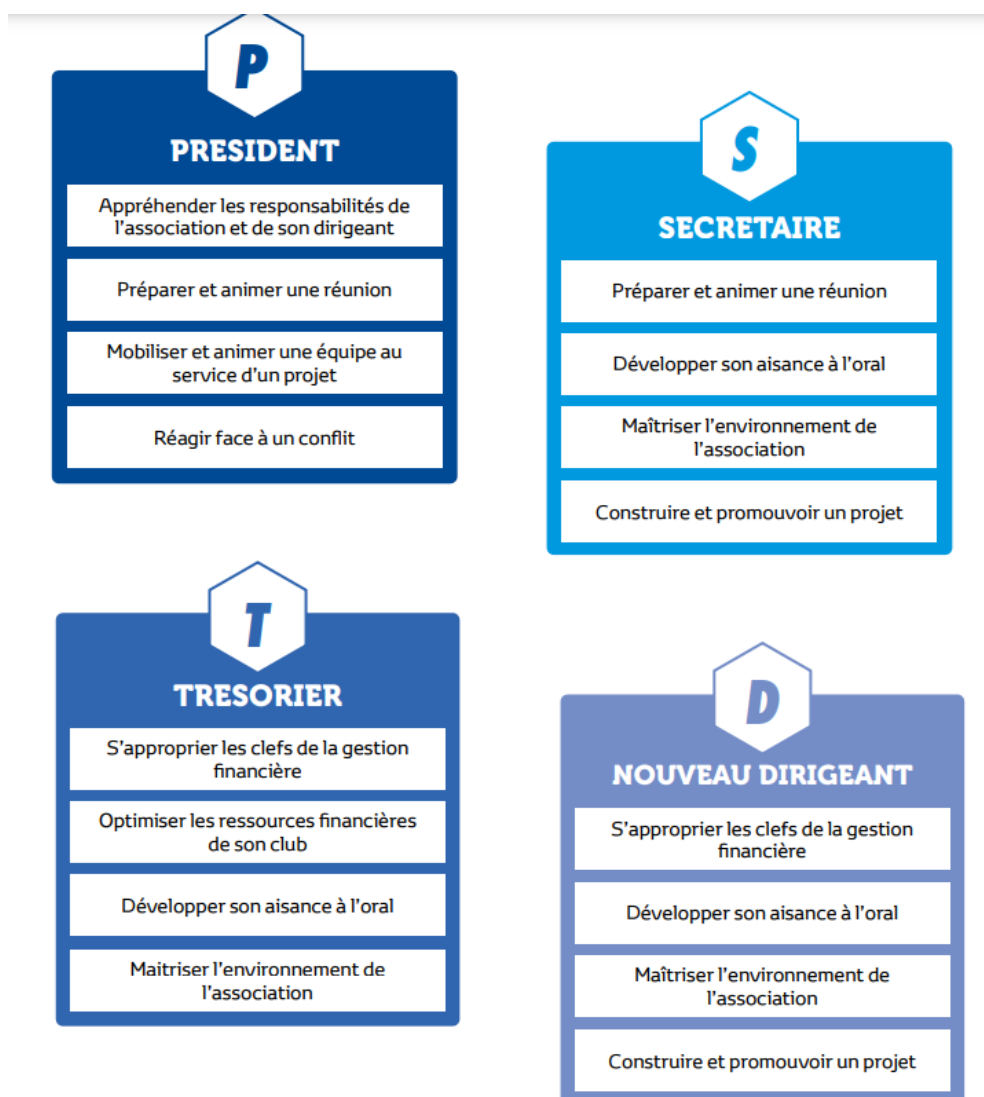 P
PRESIDENT
Appréhender les responsabilités de
l'association et de son dirigeant
Préparer et animer une réunion
Mobiliser et animer une équipe au
service d'un projet
Réagir face à un conflit
S
SECRETAIRE
Préparer et animer une réunion
Développer son aisance à l'oral
Maîtriser l'environnement de
l'association
Construire et promouvoir un projet
T
TRESORIER
S'approprier les clefs de la gestion
financière
Optimiser les ressources financières
de son club
Développer son aisance à l'oral
Maitriser l'environnement de
l'association
D
NOUVEAU DIRIGEANT
S'approprier les clefs de la gestion
financière
Développer son aisance à l'oral
Maîtriser l'environnement de
l'association
Construire et promouvoir un projet